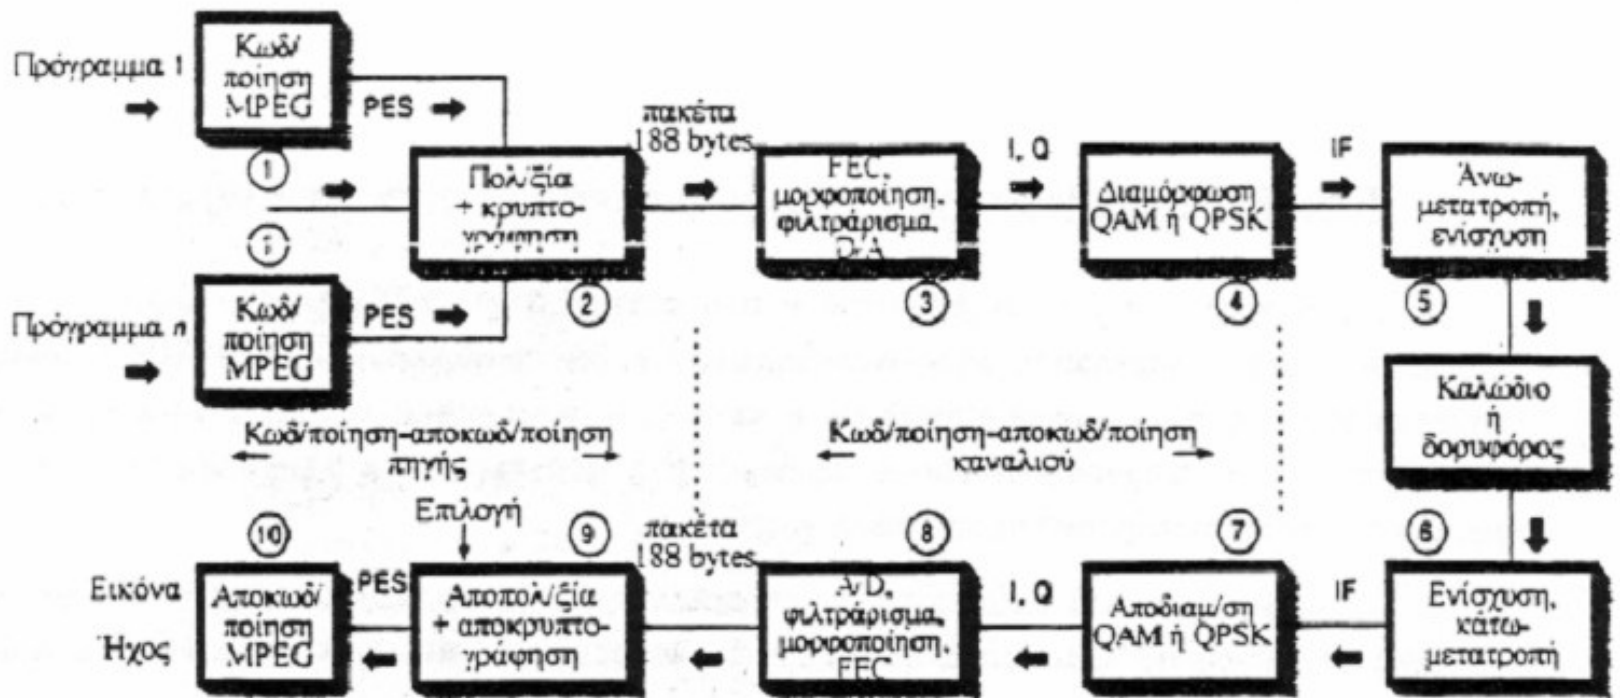 Πρόγραμμα 1
Κωδ/
ποίηση
MPEG
PES
1
Πολ/ξία
+ κρυπτο-
γράφηση
2
πακέτα
188 bytes
FEC,
μορφοποίηση,
φιλτράρισμα,
D/A
3
I, Q
Διαμόρφωση
QAM ή QPSK
4
IF
Άνω-
μετατροπή,
ενίσχυση
5
1
Πρόγραμμα n
Κωδ/
ποίηση
MPEG
PES
Καλώδιο
ή
δορυφόρος
Κωδ/ποίηση-αποκωδ/ποίηση
πηγής
Κωδ/ποίηση-αποκωδ/ποίηση
καναλιού
Επιλογή
10
9
πακέτα
188 bytes
8
7
6
Εικόνα
Ήχος
Αποκωδ/
ποίηση
MPEG
PES
Αποπολ/ξία
+ αποκρυπτο-
γράφηση
A/D,
φιλτράρισμα,
μορφοποίηση,
FEC
I, Q
Αποδιαμ/ση
QAM ή QPSK
IF
Ενίσχυση,
κάτω-
μετατροπή